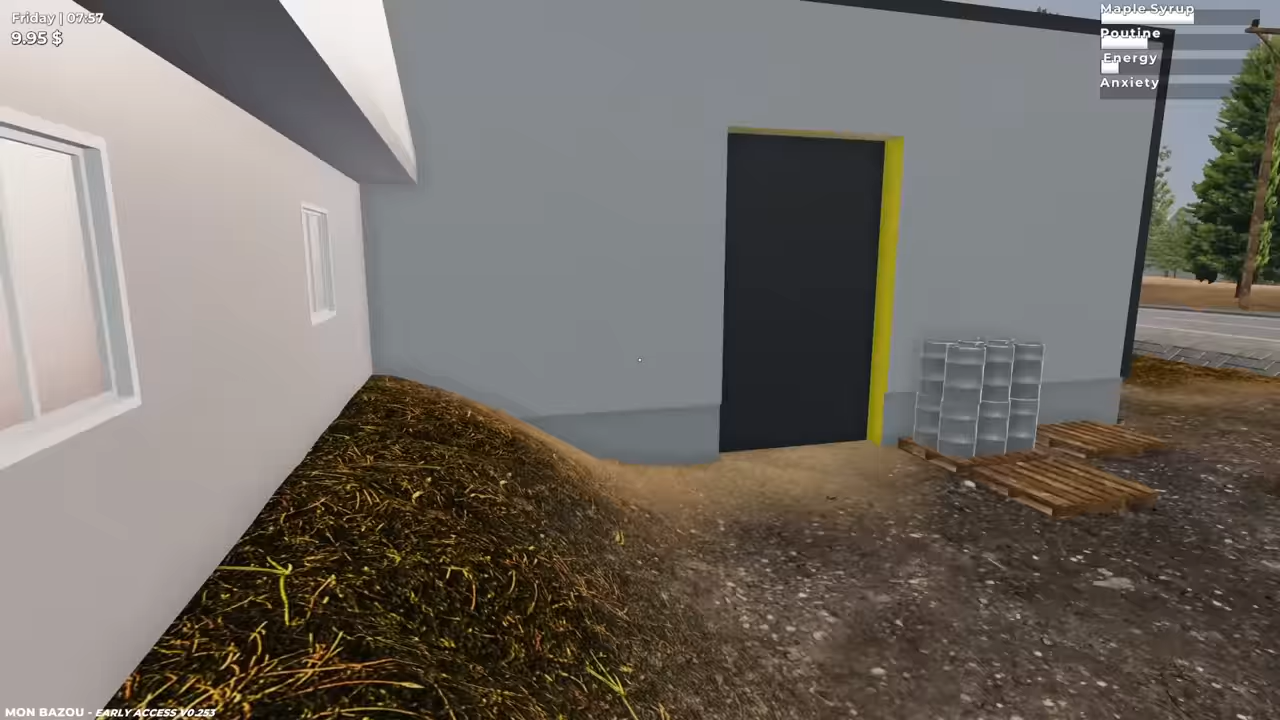 Friday | 07:57
9.95 $
Maple Syrup
Poutine
Energy
Anxiety
MON BAZOU - EARLY ACCESS V0.253